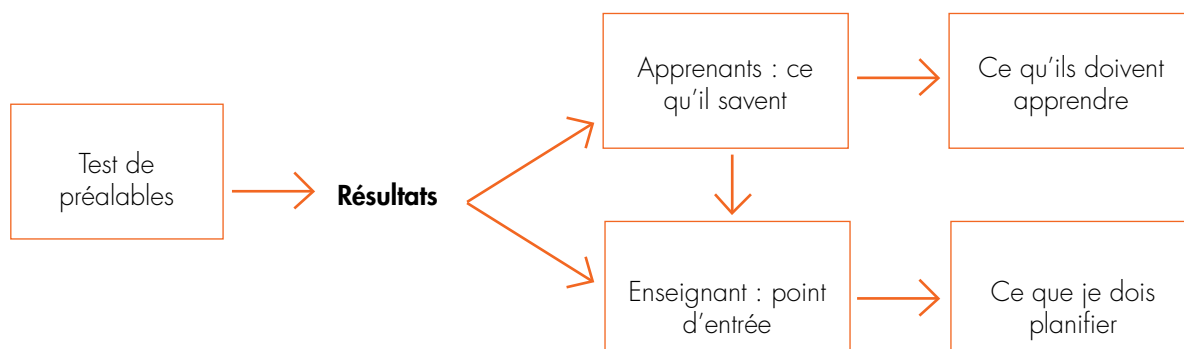 Test de
préalables
Résultats
Apprenants : ce
qu'il savent
Ce qu'ils doivent
apprendre
Enseignant : point
d'entrée
Ce que je dois
planifier